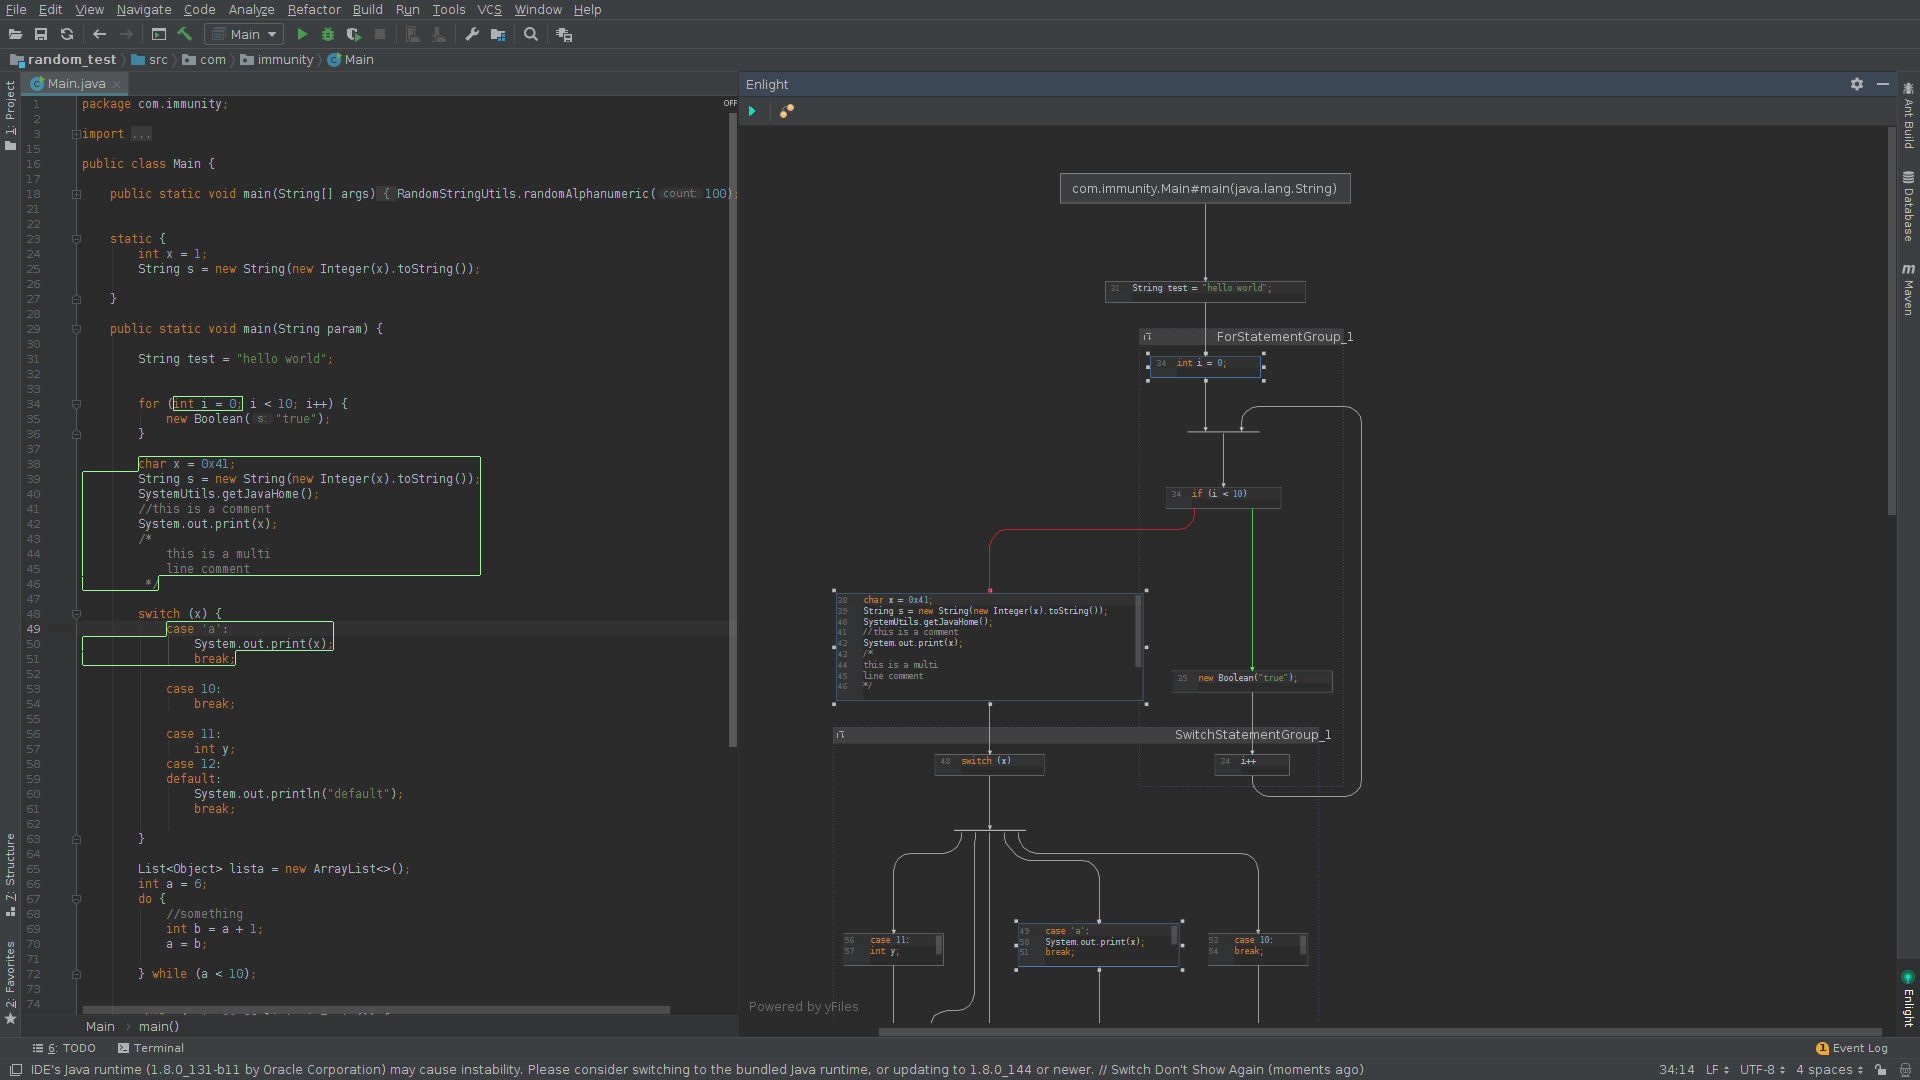 File Edit View Navigate Code Analyze Refactor Build Run Tools VCS Window Help
Main
random_test src com immunity Main
Main.java
1: Project
7: Structure
2: Favorites
1 package com.immunity;
OFF
2
3 import ...
15
16 public class Main {
17
18 public static void main(String[] args) { RandomStringUtils.randomAlphanumeric( count: 100);
21
22
23 static {
24 int x = 1;
25 String s = new String(new Integer(x).toString());
26
27 }
28
29 public static void main(String param) {
30
31 String test = "hello world";
32
33
34 for (int i = 0; i < 10; i++) {
35 new Boolean( s: "true");
36 }
37
38 char x = 0x41;
39 String s = new String(new Integer(x).toString());
40 SystemUtils.getJavaHome();
41 //this is a comment
42 System.out.print(x);
43 /*
44 this is a multi
45 line comment
46 */
47
48 switch (x) {
49 case 'a':
50 System.out.print(x);
51 break;
52
53 case 10:
54 break;
55
56 case 11:
57 int y;
58 case 12:
59 default:
60 System.out.println("default");
61 break;
62
63 }
64
65 List<Object> lista = new ArrayList<>();
66 int a = 6;
67 do {
68 //something
69 int b = a + 1;
70 a = b;
71
72 } while (a < 10);
73
74
Main › main()
Enlight
com.immunity.Main#main(java.lang.String)
31 String test = "hello world";
ForStatementGroup_1
34 int i = 0;
34 if (i < 10)
38 char x = 0x41;
39 String s = new String(new Integer(x).toString());
40 SystemUtils.getJavaHome();
41 //this is a comment
42 System.out.print(x);
43 /*
44 this is a multi
45 line comment
46 */
35 new Boolean("true");
SwitchStatementGroup_1
48 switch (x)
34 i++
56 case 11:
57 int y;
49 case 'a':
50 System.out.print(x);
51 break;
53 case 10:
54 break;
Powered by yFiles
Ant Build
Database
m Maven
Enlight
6: TODO Terminal
1 Event Log
IDE's Java runtime (1.8.0_131-b11 by Oracle Corporation) may cause instability. Please consider switching to the bundled Java runtime, or updating to 1.8.0_144 or newer. // Switch Don't Show Again (moments ago)
34:14 LF UTF-8 4 spaces